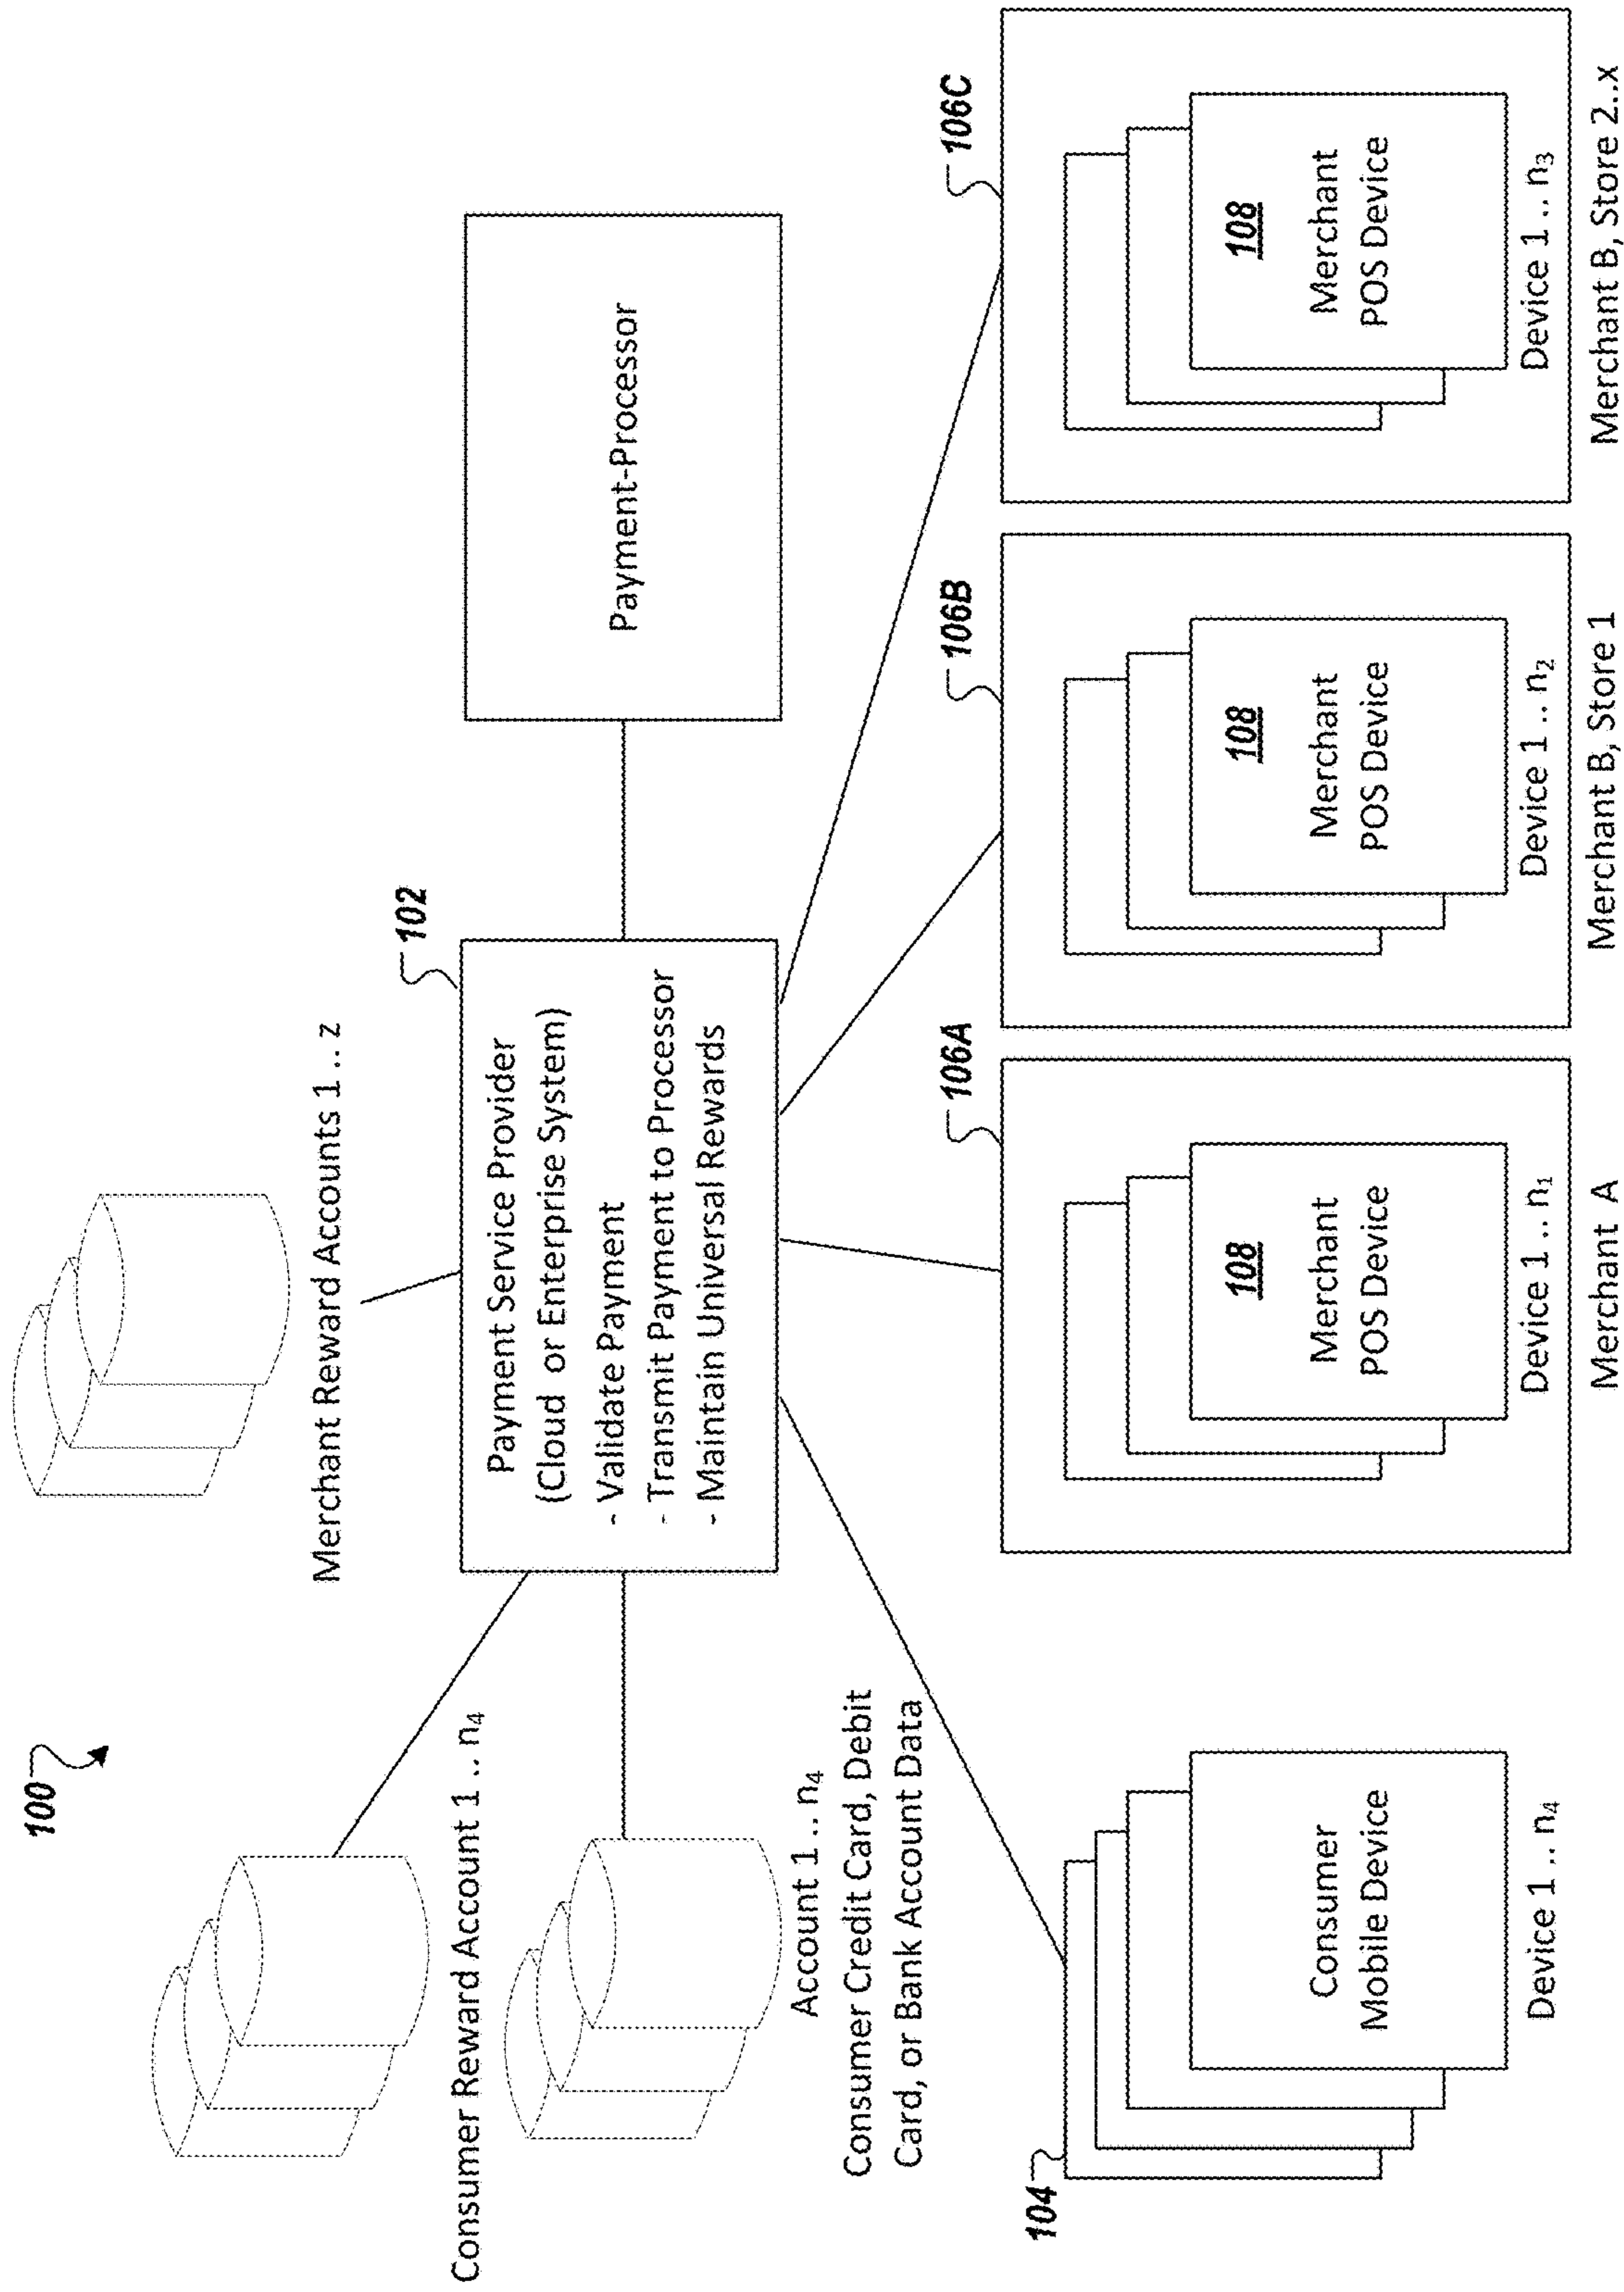 100
Merchant Reward Accounts 1 .. z
Consumer Reward Account 1 .. n₄
102
Payment Service Provider
(Cloud or Enterprise System)
- Validate Payment
- Transmit Payment to Processor
- Maintain Universal Rewards
Payment-Processor
Account 1 .. n₄
Consumer Credit Card, Debit
Card, or Bank Account Data
104
Consumer
Mobile Device
Device 1 .. n₄
106A
108
Merchant
POS Device
Device 1 .. n₁
Merchant A
106B
108
Merchant
POS Device
Device 1 .. n₂
Merchant B, Store 1
106C
108
Merchant
POS Device
Device 1 .. n₃
Merchant B, Store 2..x